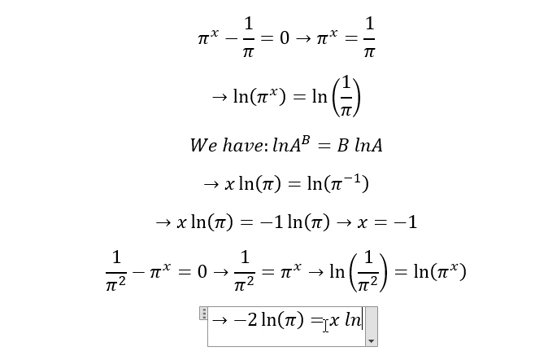 π^x − 1/π = 0 → π^x = 1/π
→ ln(π^x) = ln(1/π)
We have: lnA^B = B lnA
→ x ln(π) = ln(π^−1)
→ x ln(π) = −1 ln(π) → x = −1
1/π^2 − π^x = 0 → 1/π^2 = π^x → ln(1/π^2) = ln(π^x)
→ −2 ln(π) = x ln